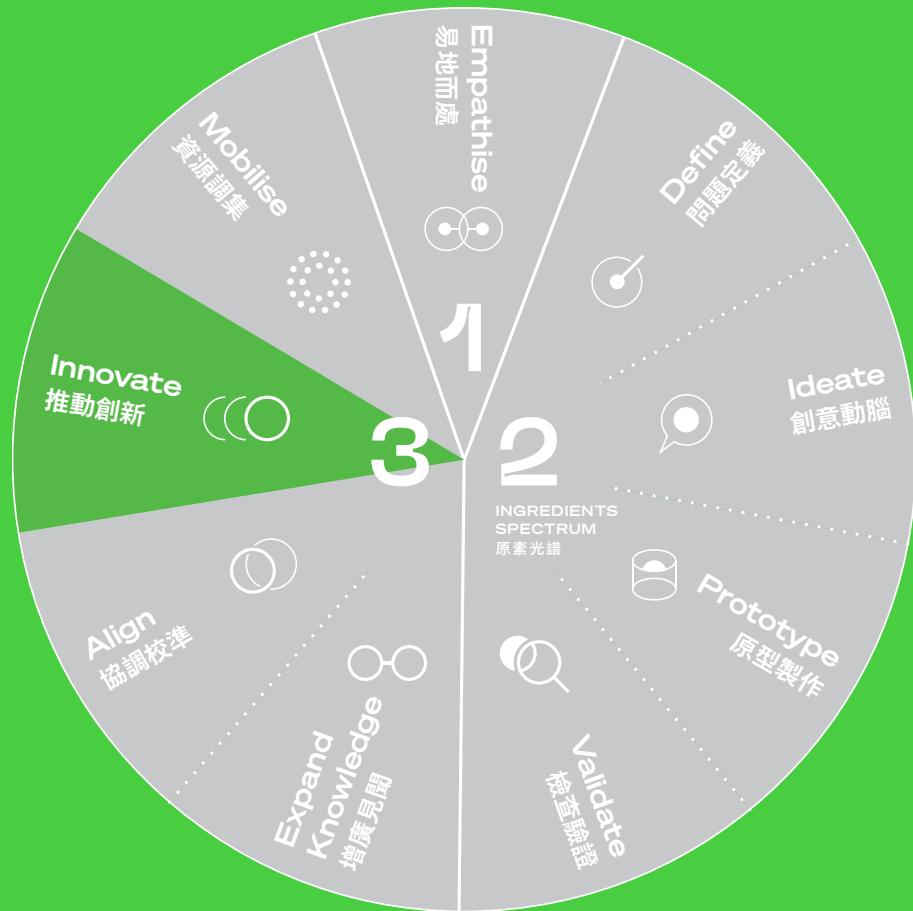 Empathise
易地而處
1
Define
問題定義
Ideate
創意動腦
2
INGREDIENTS
SPECTRUM
原素光譜
Prototype
原型製作
Validate
檢查驗證
3
Expand
Knowledge
增廣見聞
Align
協調校準
Innovate
推動創新
Mobilise
資源調集